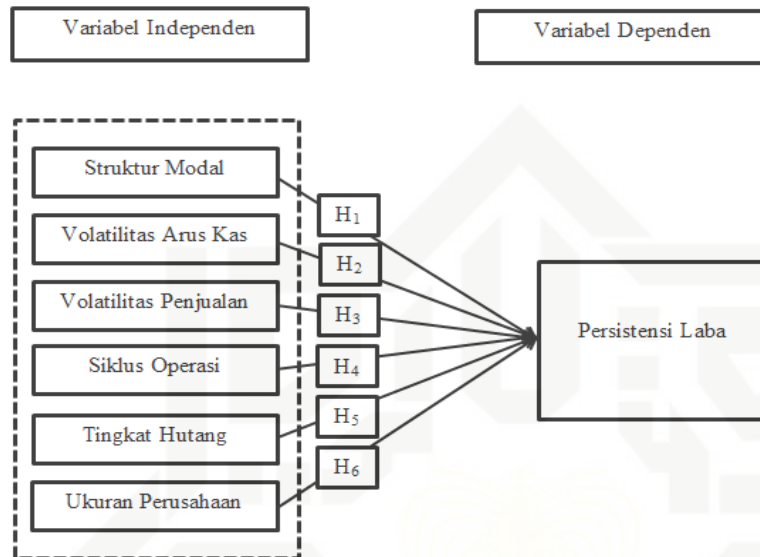 Variabel Independen
Variabel Dependen
Struktur Modal
H₁
Volatilitas Arus Kas
H₂
Volatilitas Penjualan
H₃
Persistensi Laba
Siklus Operasi
H₄
Tingkat Hutang
H₅
Ukuran Perusahaan
H₆